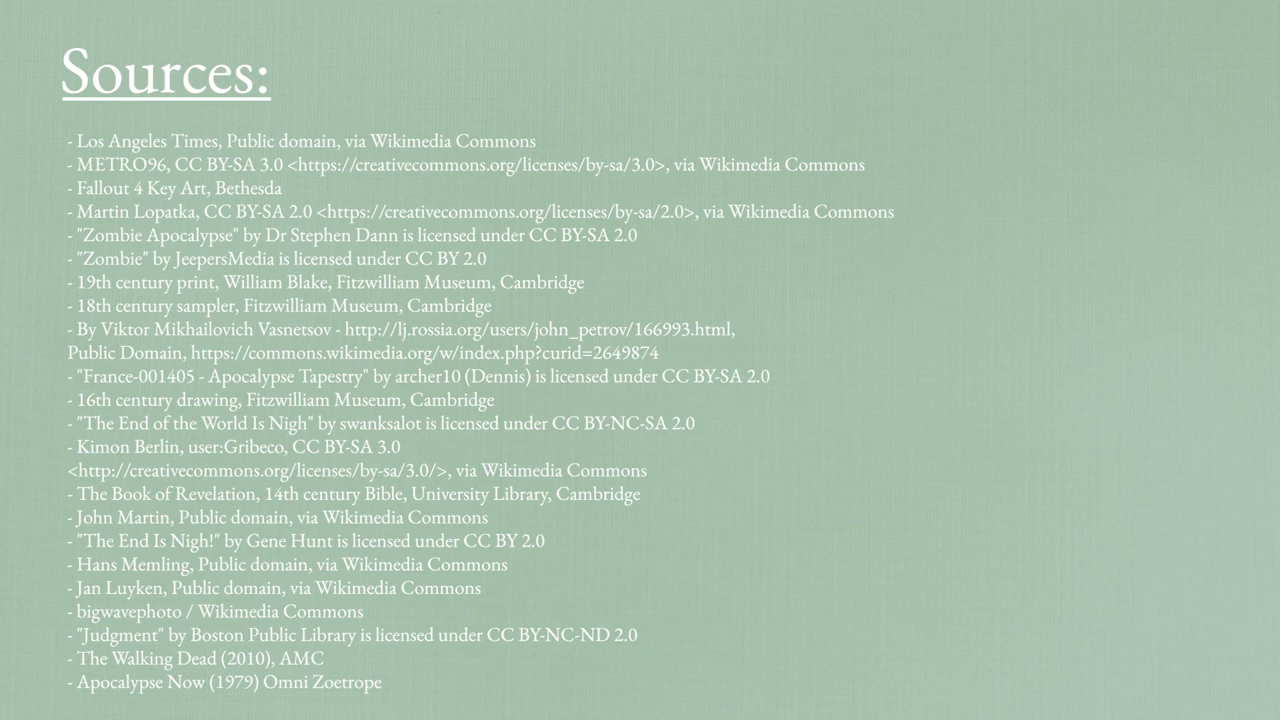 Sources:
- Los Angeles Times, Public domain, via Wikimedia Commons
- METRO96, CC BY-SA 3.0 <https://creativecommons.org/licenses/by-sa/3.0>, via Wikimedia Commons
- Fallout 4 Key Art, Bethesda
- Martin Lopatka, CC BY-SA 2.0 <https://creativecommons.org/licenses/by-sa/2.0>, via Wikimedia Commons
- "Zombie Apocalypse" by Dr Stephen Dann is licensed under CC BY-SA 2.0
- "Zombie" by JeepersMedia is licensed under CC BY 2.0
- 19th century print, William Blake, Fitzwilliam Museum, Cambridge
- 18th century sampler, Fitzwilliam Museum, Cambridge
- By Viktor Mikhailovich Vasnetsov - http://lj.rossia.org/users/john_petrov/166993.html,
Public Domain, https://commons.wikimedia.org/w/index.php?curid=2649874
- "France-001405 - Apocalypse Tapestry" by archer10 (Dennis) is licensed under CC BY-SA 2.0
- 16th century drawing, Fitzwilliam Museum, Cambridge
- "The End of the World Is Nigh" by swanksalot is licensed under CC BY-NC-SA 2.0
- Kimon Berlin, user:Gribeco, CC BY-SA 3.0
<http://creativecommons.org/licenses/by-sa/3.0/>, via Wikimedia Commons
- The Book of Revelation, 14th century Bible, University Library, Cambridge
- John Martin, Public domain, via Wikimedia Commons
- "The End Is Nigh!" by Gene Hunt is licensed under CC BY 2.0
- Hans Memling, Public domain, via Wikimedia Commons
- Jan Luyken, Public domain, via Wikimedia Commons
- bigwavephoto / Wikimedia Commons
- "Judgment" by Boston Public Library is licensed under CC BY-NC-ND 2.0
- The Walking Dead (2010), AMC
- Apocalypse Now (1979) Omni Zoetrope